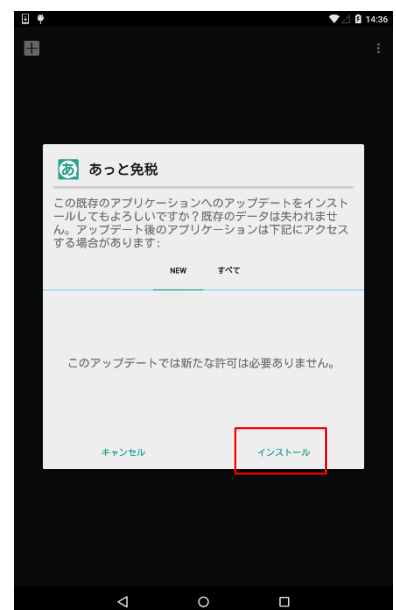 14:36
あ あっと免税
この既存のアプリケーションへのアップデートをインスト
ールしてもよろしいですか？既存のデータは失われませ
ん。アップデート後のアプリケーションは下記にアクセス
する場合があります:
NEW すべて
このアップデートでは新たな許可は必要ありません。
キャンセル インストール